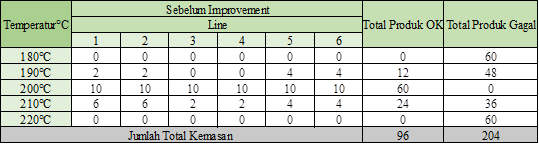 Temperatur°C Sebelum Improvement Total Produk OK Total Produk Gagal
Line
1 2 3 4 5 6
180℃ 0 0 0 0 0 0 0 60
190℃ 2 2 0 0 4 4 12 48
200℃ 10 10 10 10 10 10 60 0
210℃ 6 6 2 2 4 4 24 36
220℃ 0 0 0 0 0 0 0 60
Jumlah Total Kemasan 96 204